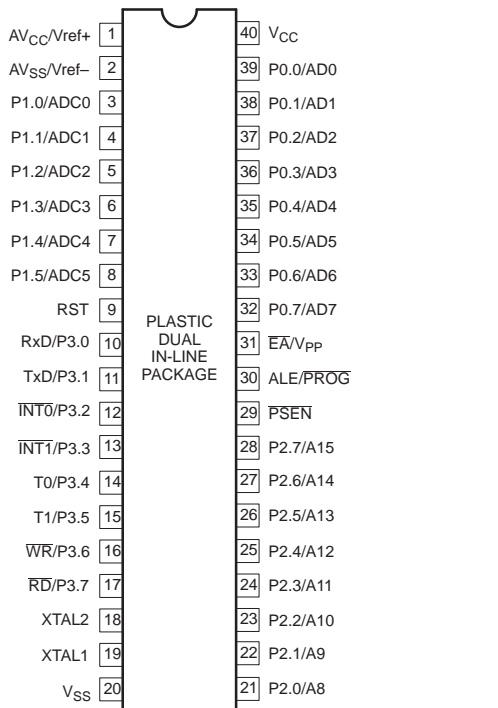 AVCC/Vref+ 1 40 VCC
AVSS/Vref– 2 39 P0.0/AD0
P1.0/ADC0 3 38 P0.1/AD1
P1.1/ADC1 4 37 P0.2/AD2
P1.2/ADC2 5 36 P0.3/AD3
P1.3/ADC3 6 35 P0.4/AD4
P1.4/ADC4 7 34 P0.5/AD5
P1.5/ADC5 8 33 P0.6/AD6
RST 9 32 P0.7/AD7
RxD/P3.0 10 31 E̅A̅/VPP
TxD/P3.1 11 30 ALE/P̅R̅O̅G̅
I̅N̅T̅0̅/P3.2 12 29 P̅S̅E̅N̅
I̅N̅T̅1̅/P3.3 13 28 P2.7/A15
T0/P3.4 14 27 P2.6/A14
T1/P3.5 15 26 P2.5/A13
W̅R̅/P3.6 16 25 P2.4/A12
R̅D̅/P3.7 17 24 P2.3/A11
XTAL2 18 23 P2.2/A10
XTAL1 19 22 P2.1/A9
VSS 20 21 P2.0/A8
PLASTIC
DUAL
IN-LINE
PACKAGE